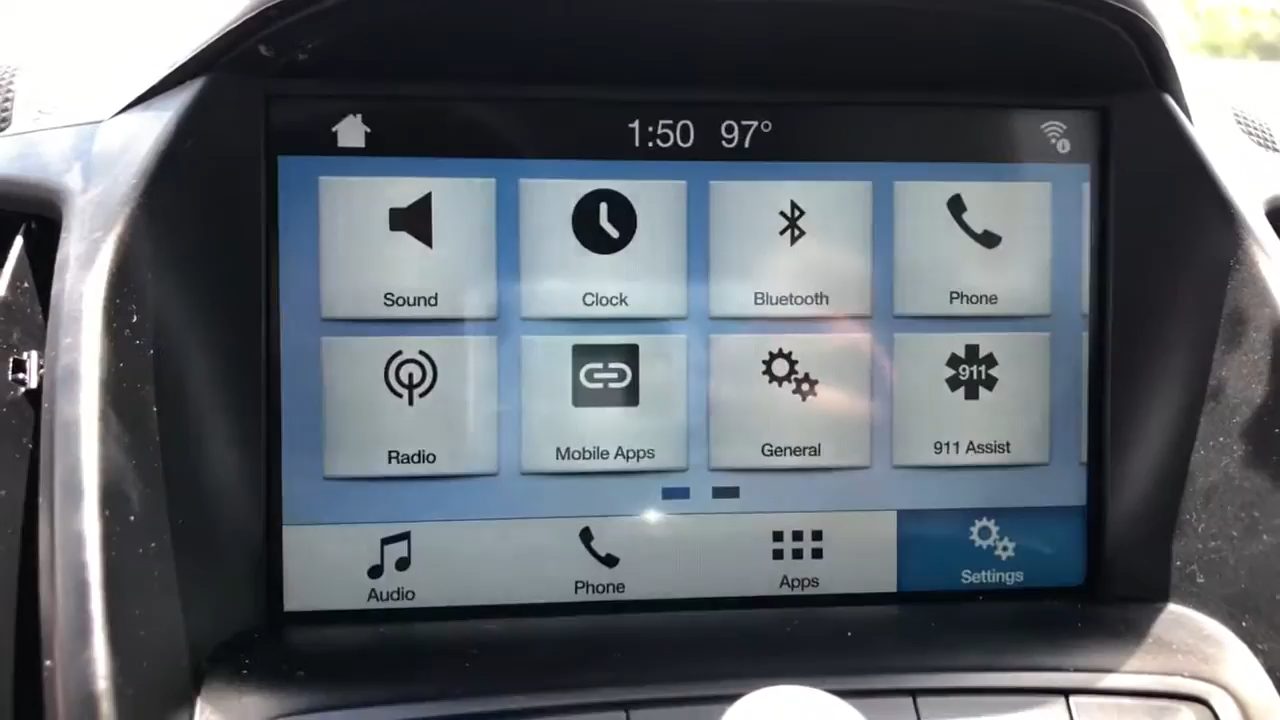 1:50 97°
Sound Clock Bluetooth Phone
911
Radio Mobile Apps General 911 Assist
Audio Phone Apps Settings